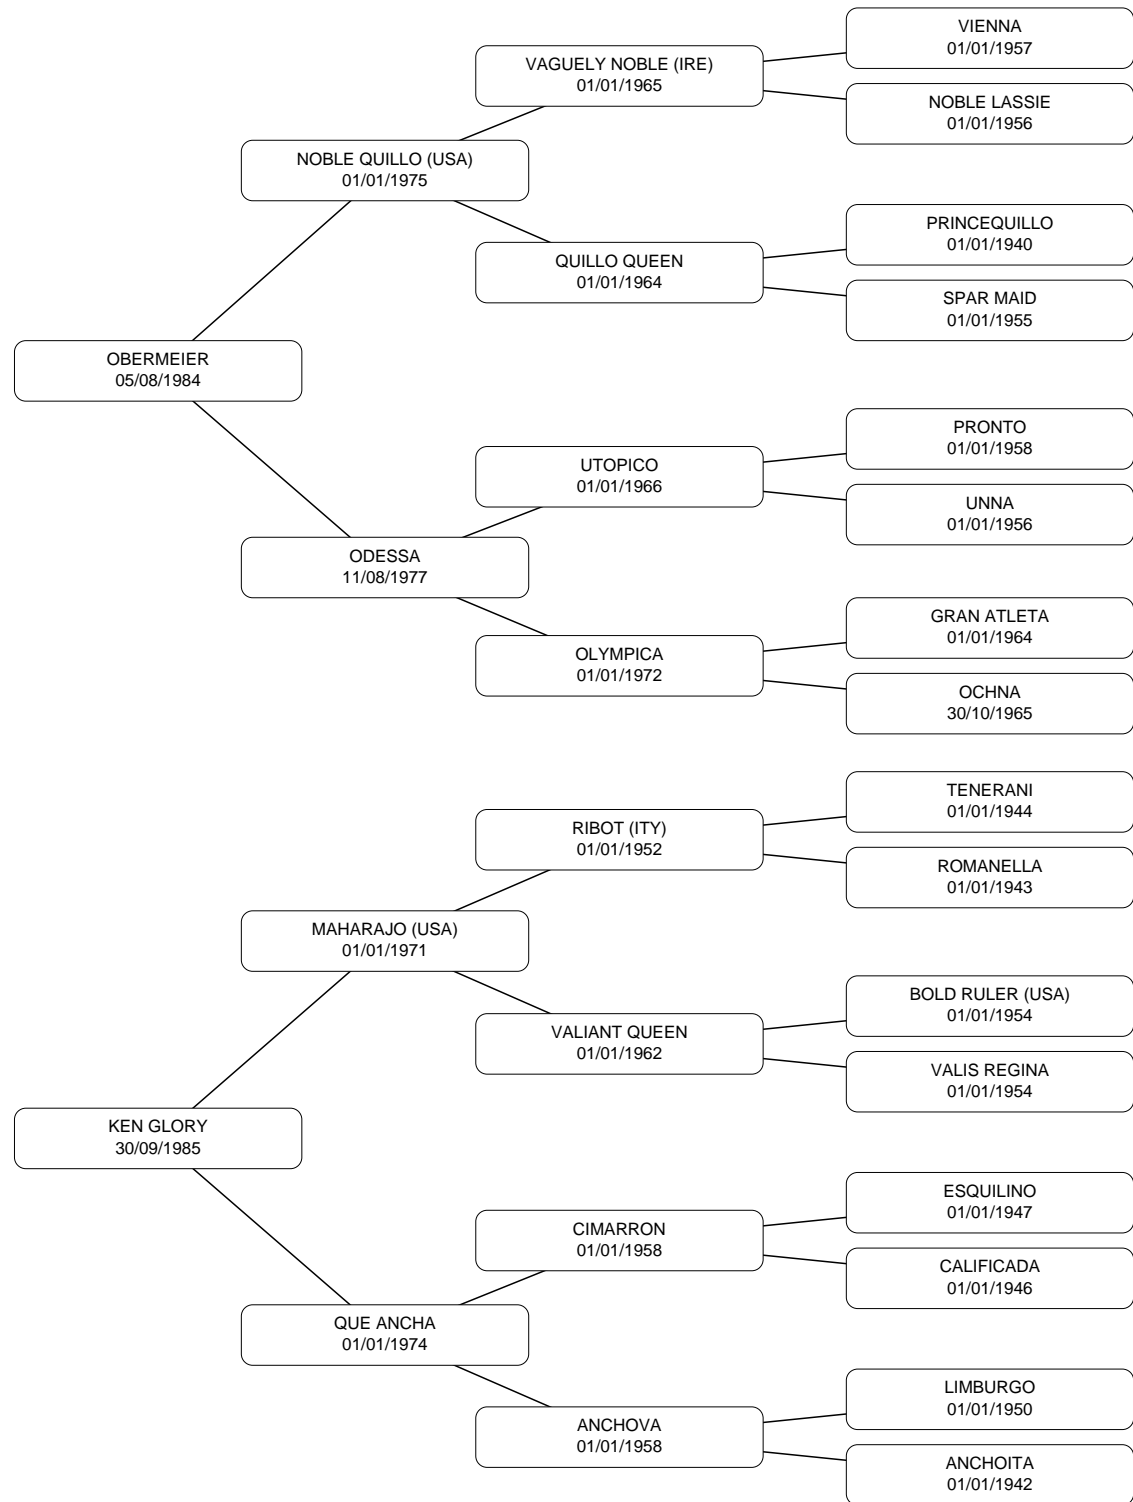 VIENNA
01/01/1957
VAGUELY NOBLE (IRE)
01/01/1965
NOBLE LASSIE
01/01/1956
NOBLE QUILLO (USA)
01/01/1975
PRINCEQUILLO
01/01/1940
QUILLO QUEEN
01/01/1964
SPAR MAID
01/01/1955
OBERMEIER
05/08/1984
PRONTO
01/01/1958
UTOPICO
01/01/1966
UNNA
01/01/1956
ODESSA
11/08/1977
GRAN ATLETA
01/01/1964
OLYMPICA
01/01/1972
OCHNA
30/10/1965
TENERANI
01/01/1944
RIBOT (ITY)
01/01/1952
ROMANELLA
01/01/1943
MAHARAJO (USA)
01/01/1971
BOLD RULER (USA)
01/01/1954
VALIANT QUEEN
01/01/1962
VALIS REGINA
01/01/1954
KEN GLORY
30/09/1985
ESQUILINO
01/01/1947
CIMARRON
01/01/1958
CALIFICADA
01/01/1946
QUE ANCHA
01/01/1974
LIMBURGO
01/01/1950
ANCHOVA
01/01/1958
ANCHOITA
01/01/1942